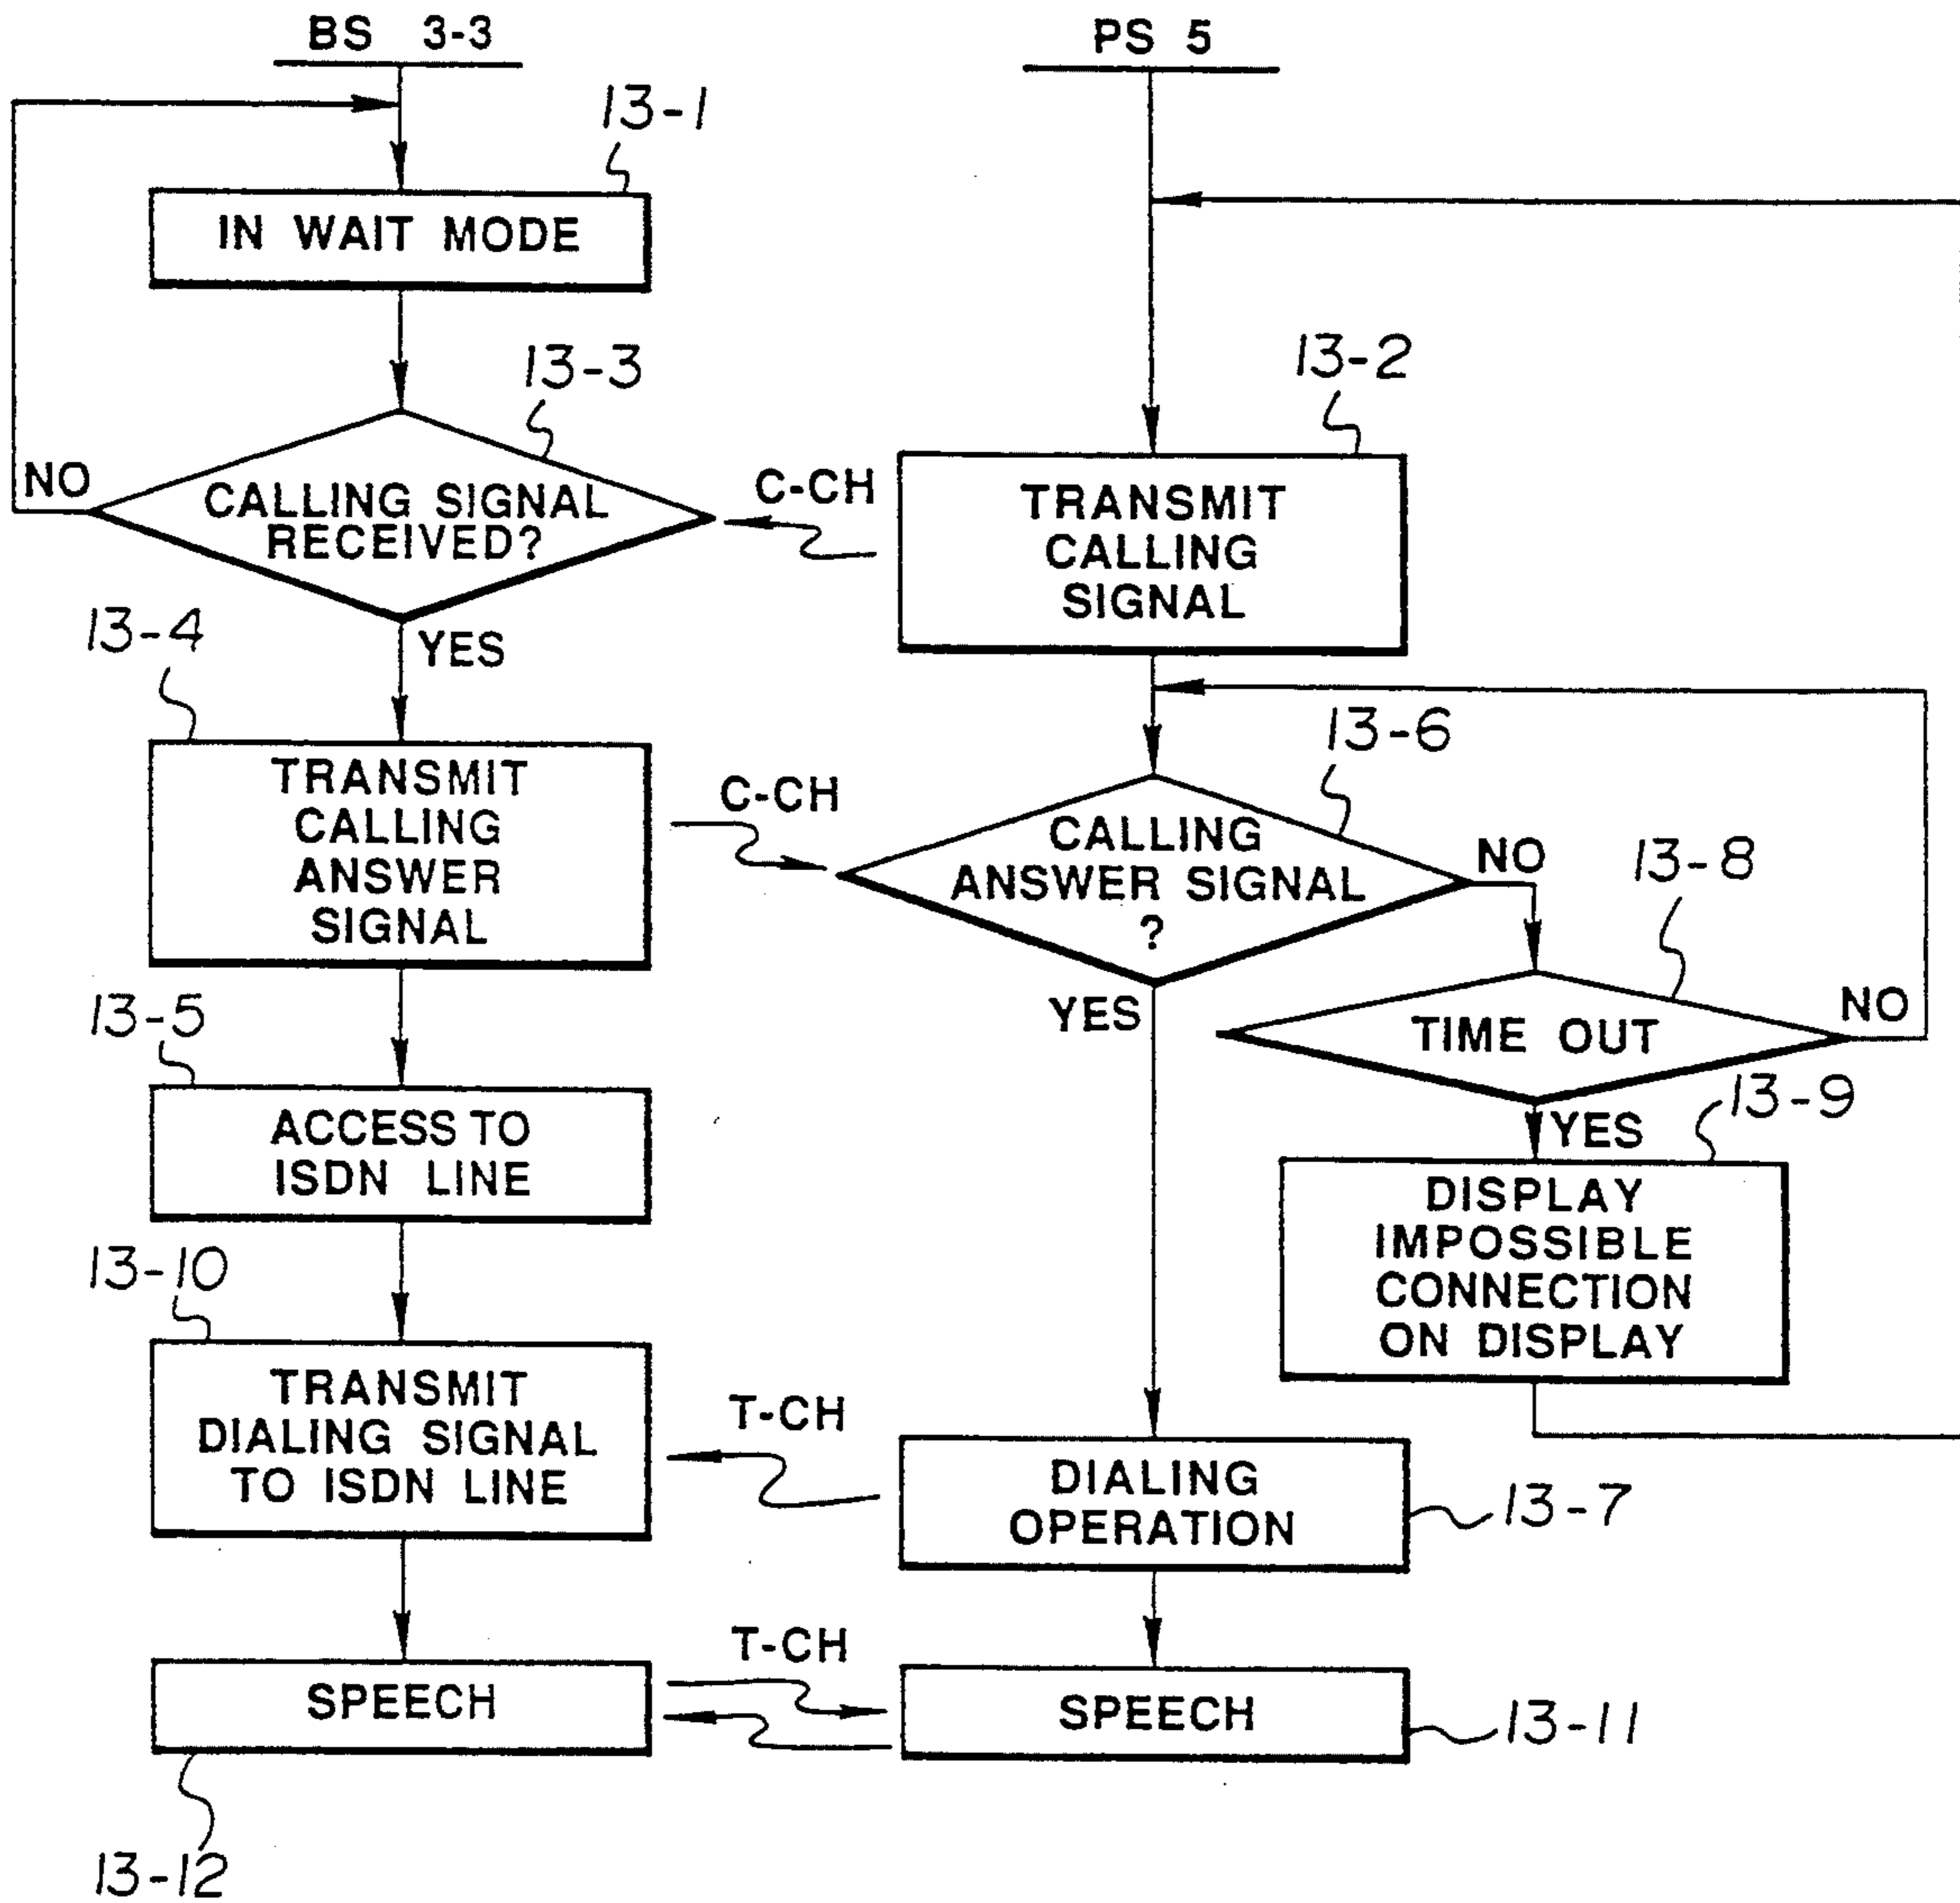 BS 3-3
PS 5
13-1
IN WAIT MODE
13-3
13-2
NO
CALLING SIGNAL
RECEIVED?
C-CH
TRANSMIT
CALLING
SIGNAL
13-4
YES
13-6
TRANSMIT
CALLING
ANSWER
SIGNAL
C-CH
CALLING
ANSWER SIGNAL
?
NO
13-8
13-5
YES
TIME OUT
NO
ACCESS TO
ISDN LINE
YES
13-9
DISPLAY
IMPOSSIBLE
CONNECTION
ON DISPLAY
13-10
TRANSMIT
DIALING SIGNAL
TO ISDN LINE
T-CH
DIALING
OPERATION
13-7
SPEECH
T-CH
SPEECH
13-11
13-12